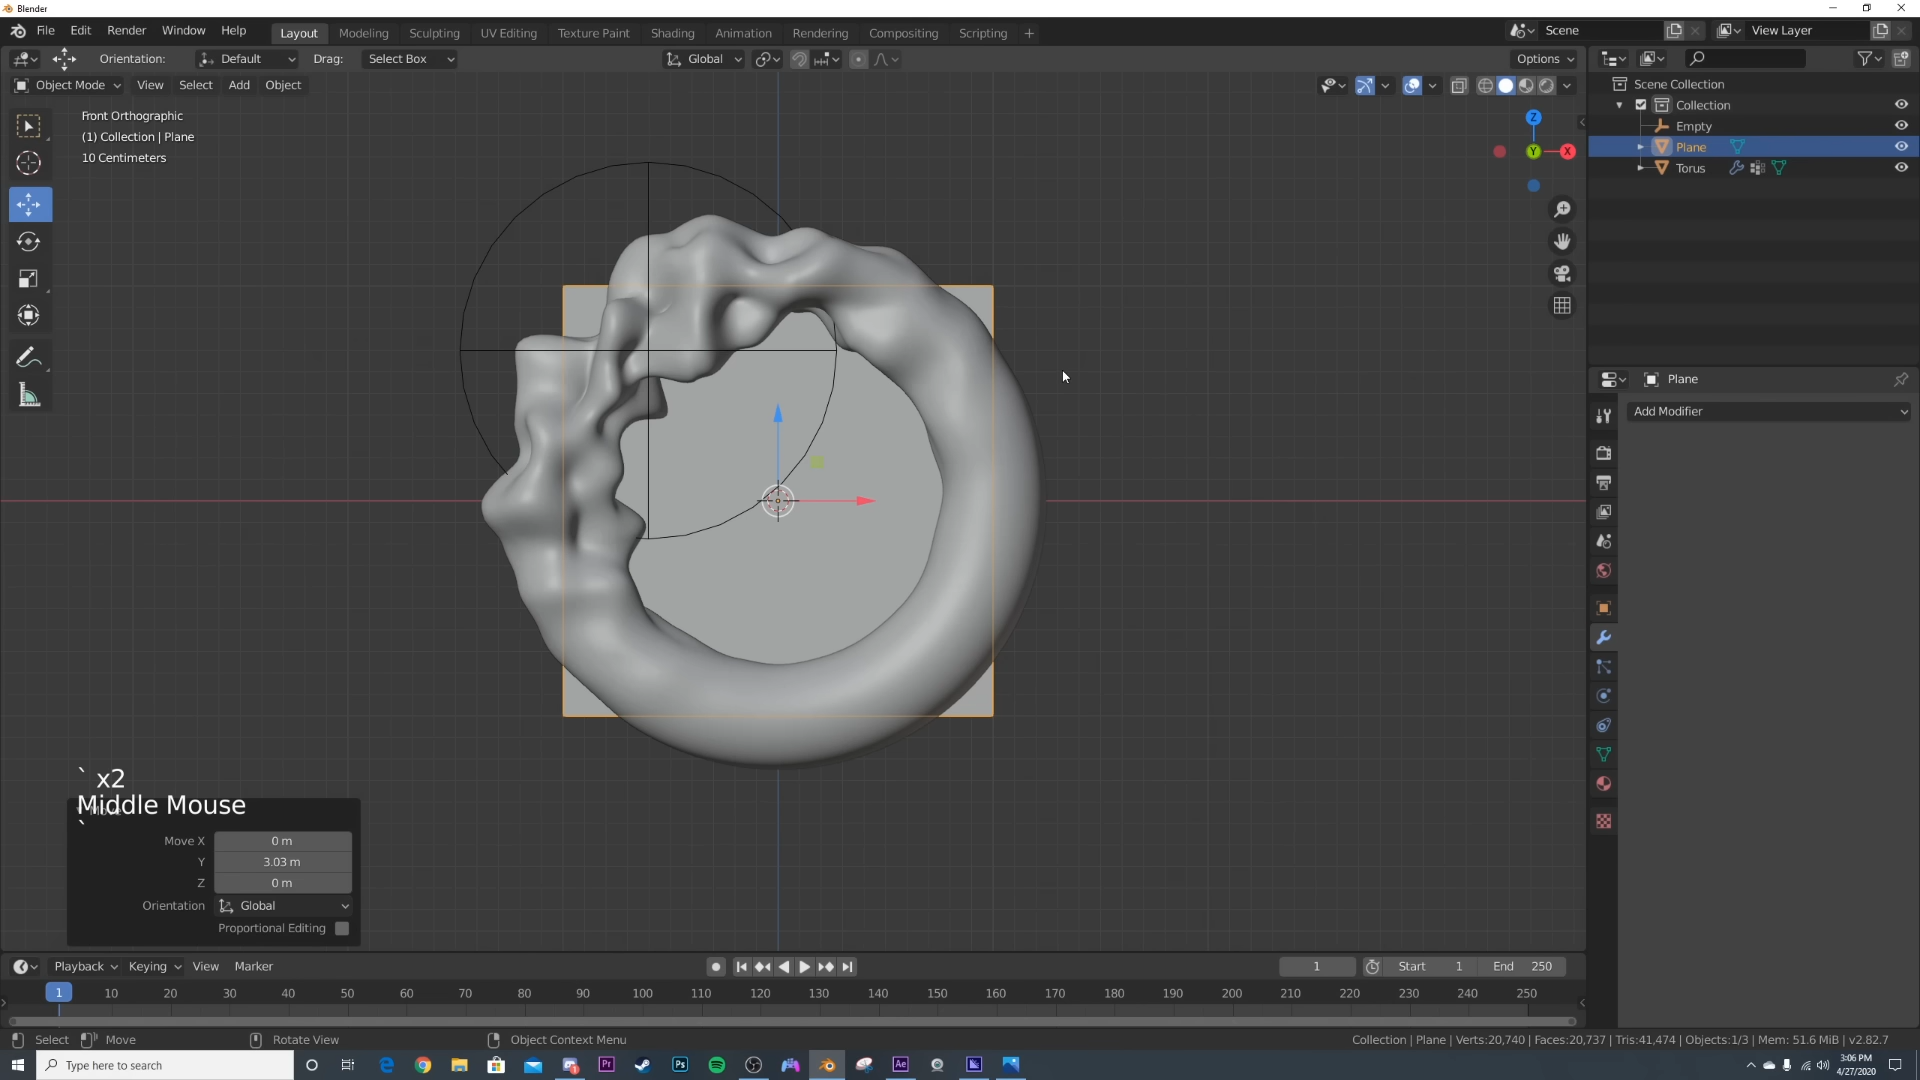 Blender
File Edit Render Window Help Layout Modeling Sculpting UV Editing Texture Paint Shading Animation Rendering Compositing Scripting + Scene View Layer
Orientation: Default Drag: Select Box Global Options
Object Mode View Select Add Object
Front Orthographic
(1) Collection | Plane
10 Centimeters
Z
Y
X
Scene Collection
Collection
Empty
Plane
Torus
Plane
Add Modifier
` x2
Middle Mouse
`
Move X 0 m
Y 3.03 m
Z 0 m
Orientation Global
Proportional Editing
Playback Keying View Marker 1 Start 1 End 250
1 10 20 30 40 50 60 70 80 90 100 110 120 130 140 150 160 170 180 190 200 210 220 230 240 250
Select Move Rotate View Object Context Menu Collection | Plane | Verts:20,740 | Faces:20,737 | Tris:41,474 | Objects:1/3 | Mem: 51.6 MiB | v2.82.7
Type here to search Pr Ps Ae 3:06 PM
4/27/2020